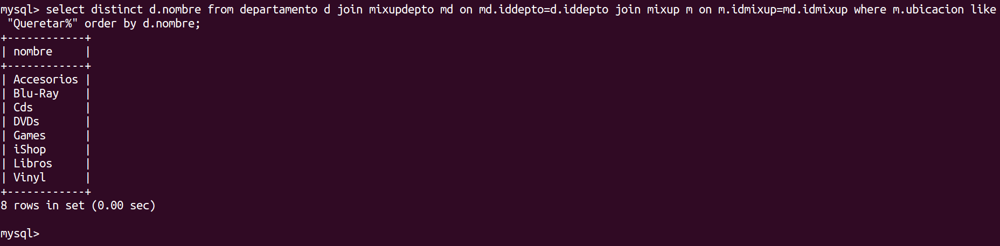 mysql> select distinct d.nombre from departamento d join mixupdepto md on md.iddepto=d.iddepto join mixup m on m.idmixup=md.idmixup where m.ubicacion like
 "Queretar%" order by d.nombre;
+------------+
| nombre     |
+------------+
| Accesorios |
| Blu-Ray    |
| Cds        |
| DVDs       |
| Games      |
| iShop      |
| Libros     |
| Vinyl      |
+------------+
8 rows in set (0.00 sec)

mysql>